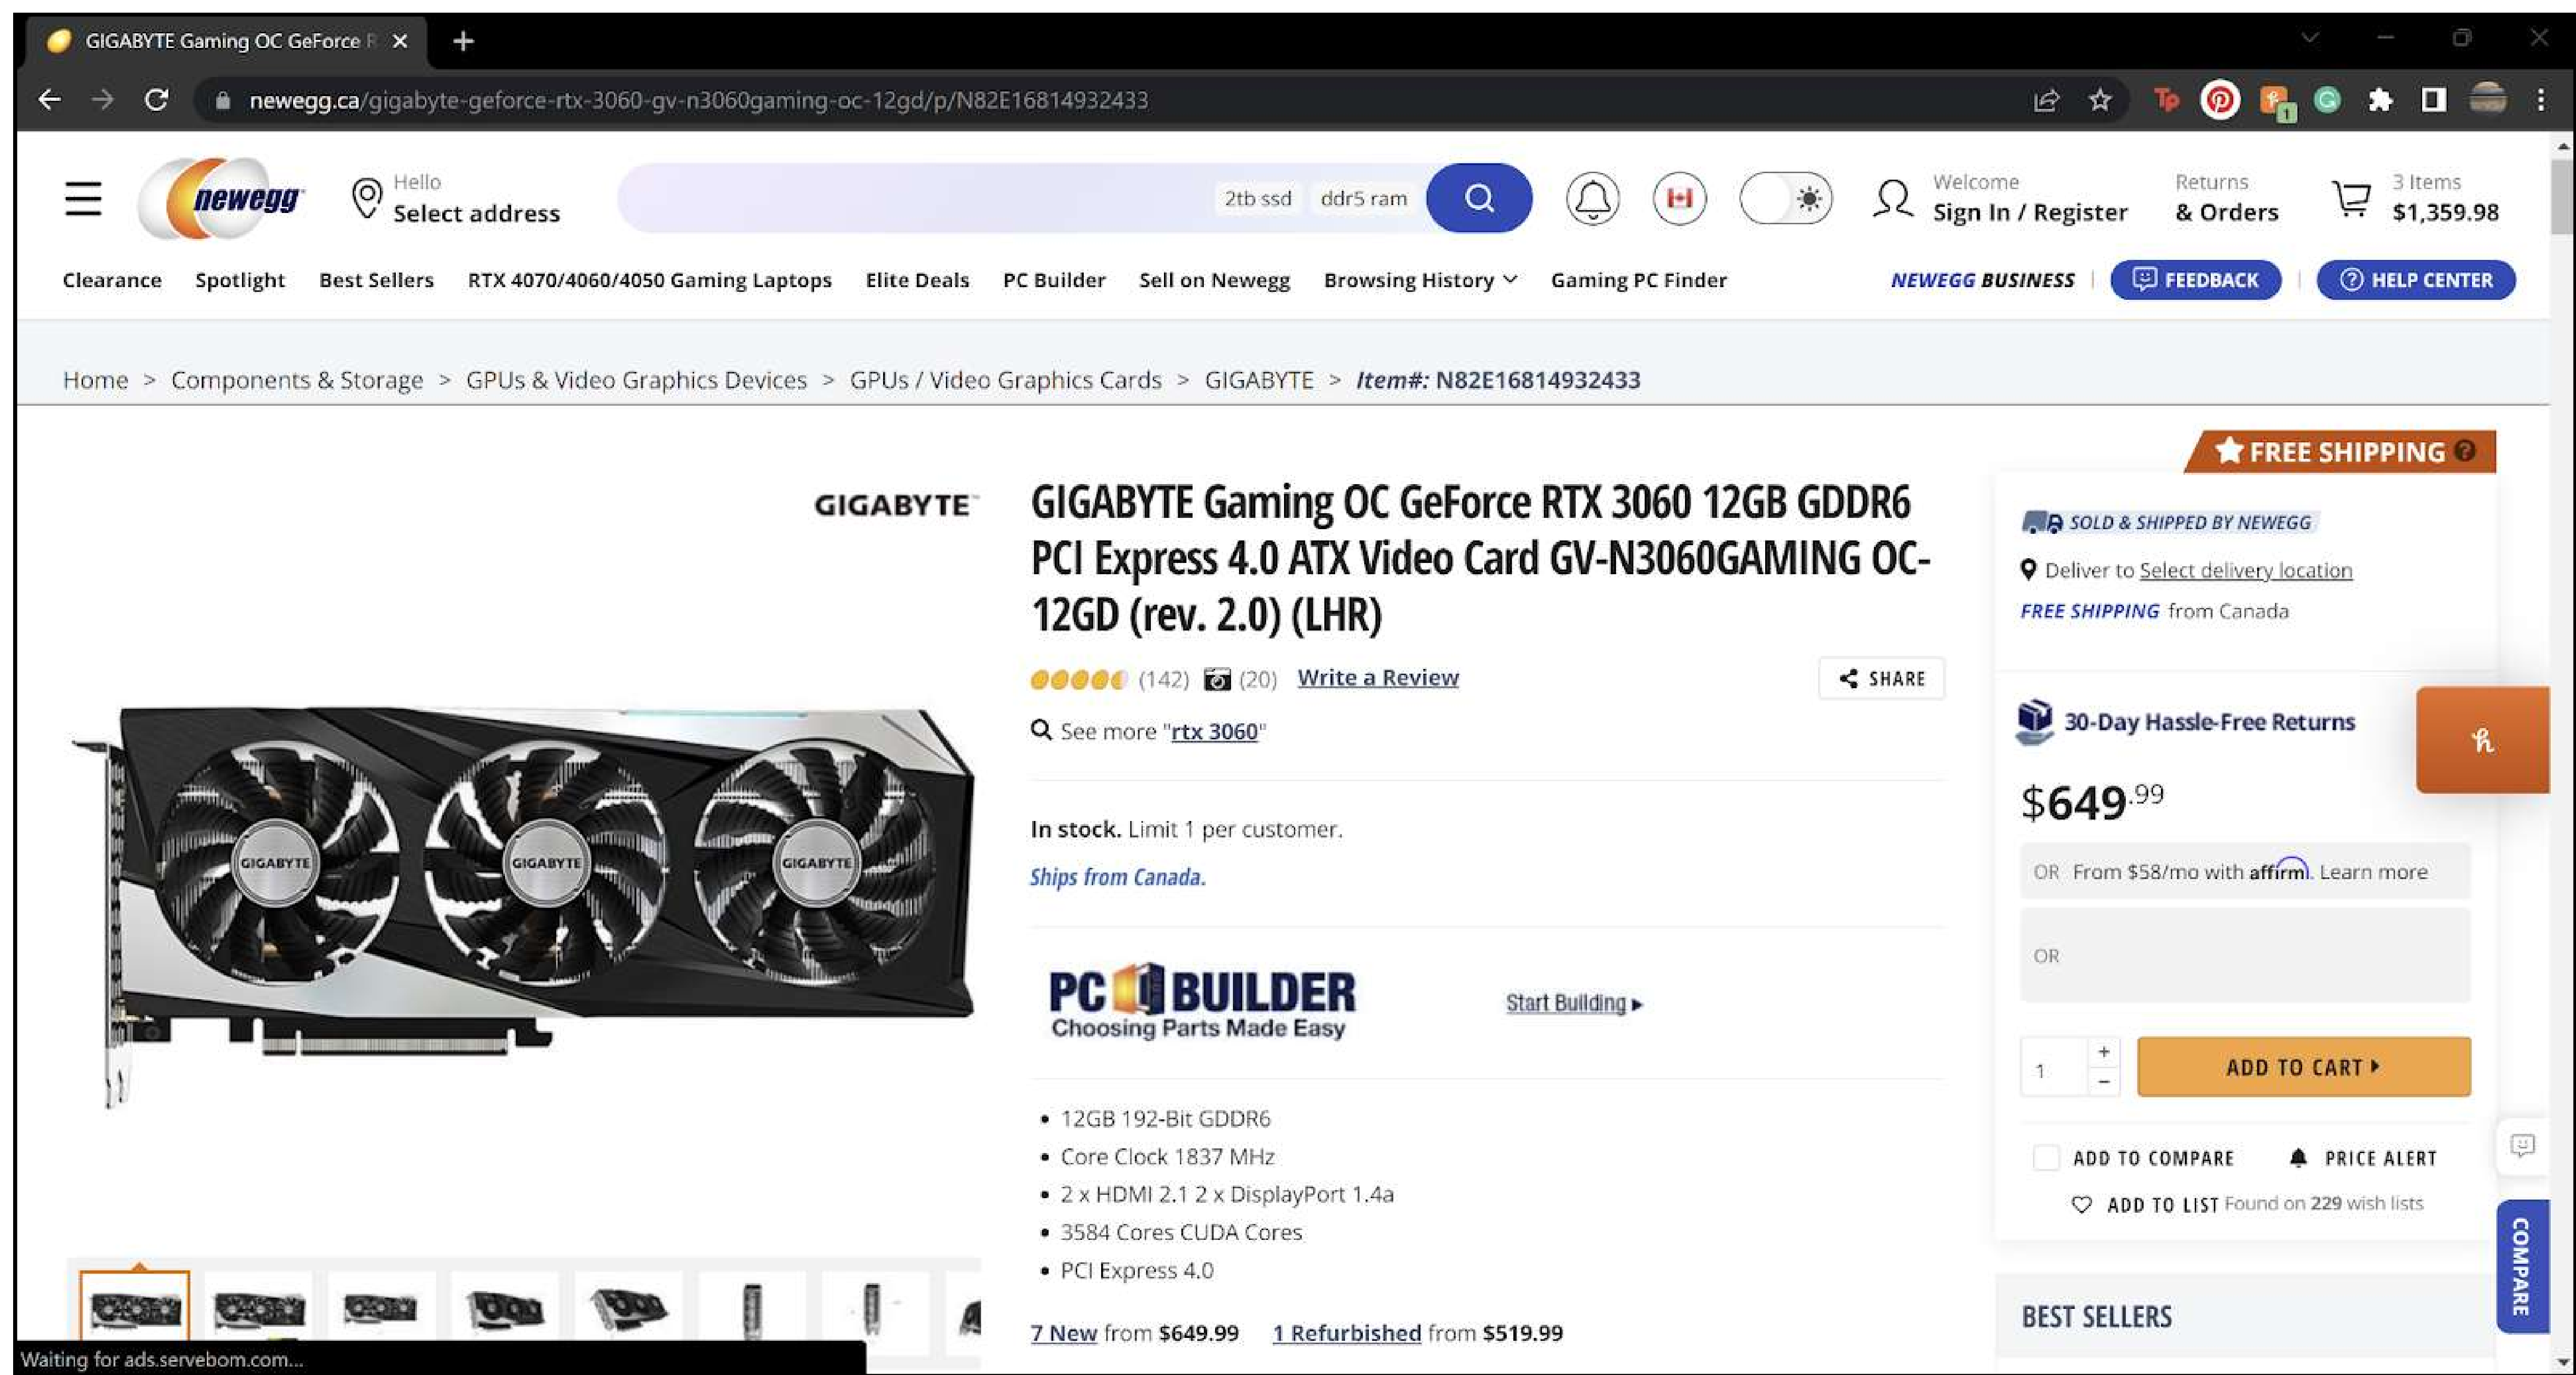 GIGABYTE Gaming OC GeForce R
newegg.ca/gigabyte-geforce-rtx-3060-gv-n3060gaming-oc-12gd/p/N82E16814932433
Tp
1
newegg
Hello
Select address
2tb ssd
ddr5 ram
Welcome
Sign In / Register
Returns
& Orders
3 Items
$1,359.98
Clearance
Spotlight
Best Sellers
RTX 4070/4060/4050 Gaming Laptops
Elite Deals
PC Builder
Sell on Newegg
Browsing History
Gaming PC Finder
NEWEGG BUSINESS
FEEDBACK
HELP CENTER
Home > Components & Storage > GPUs & Video Graphics Devices > GPUs / Video Graphics Cards > GIGABYTE > Item#: N82E16814932433
GIGABYTE™
GIGABYTE
GIGABYTE
GIGABYTE
GIGABYTE Gaming OC GeForce RTX 3060 12GB GDDR6
PCI Express 4.0 ATX Video Card GV-N3060GAMING OC-
12GD (rev. 2.0) (LHR)
(142) (20) Write a Review
SHARE
See more "rtx 3060"
In stock. Limit 1 per customer.
Ships from Canada.
PC BUILDER
Choosing Parts Made Easy
Start Building
• 12GB 192-Bit GDDR6
• Core Clock 1837 MHz
• 2 x HDMI 2.1 2 x DisplayPort 1.4a
• 3584 Cores CUDA Cores
• PCI Express 4.0
7 New from $649.99
1 Refurbished from $519.99
FREE SHIPPING ?
SOLD & SHIPPED BY NEWEGG
Deliver to Select delivery location
FREE SHIPPING from Canada
30-Day Hassle-Free Returns
h
$649.99
OR From $58/mo with affirm. Learn more
OR
1
+
−
ADD TO CART
ADD TO COMPARE
PRICE ALERT
ADD TO LIST Found on 229 wish lists
COMPARE
BEST SELLERS
Waiting for ads.servebom.com...